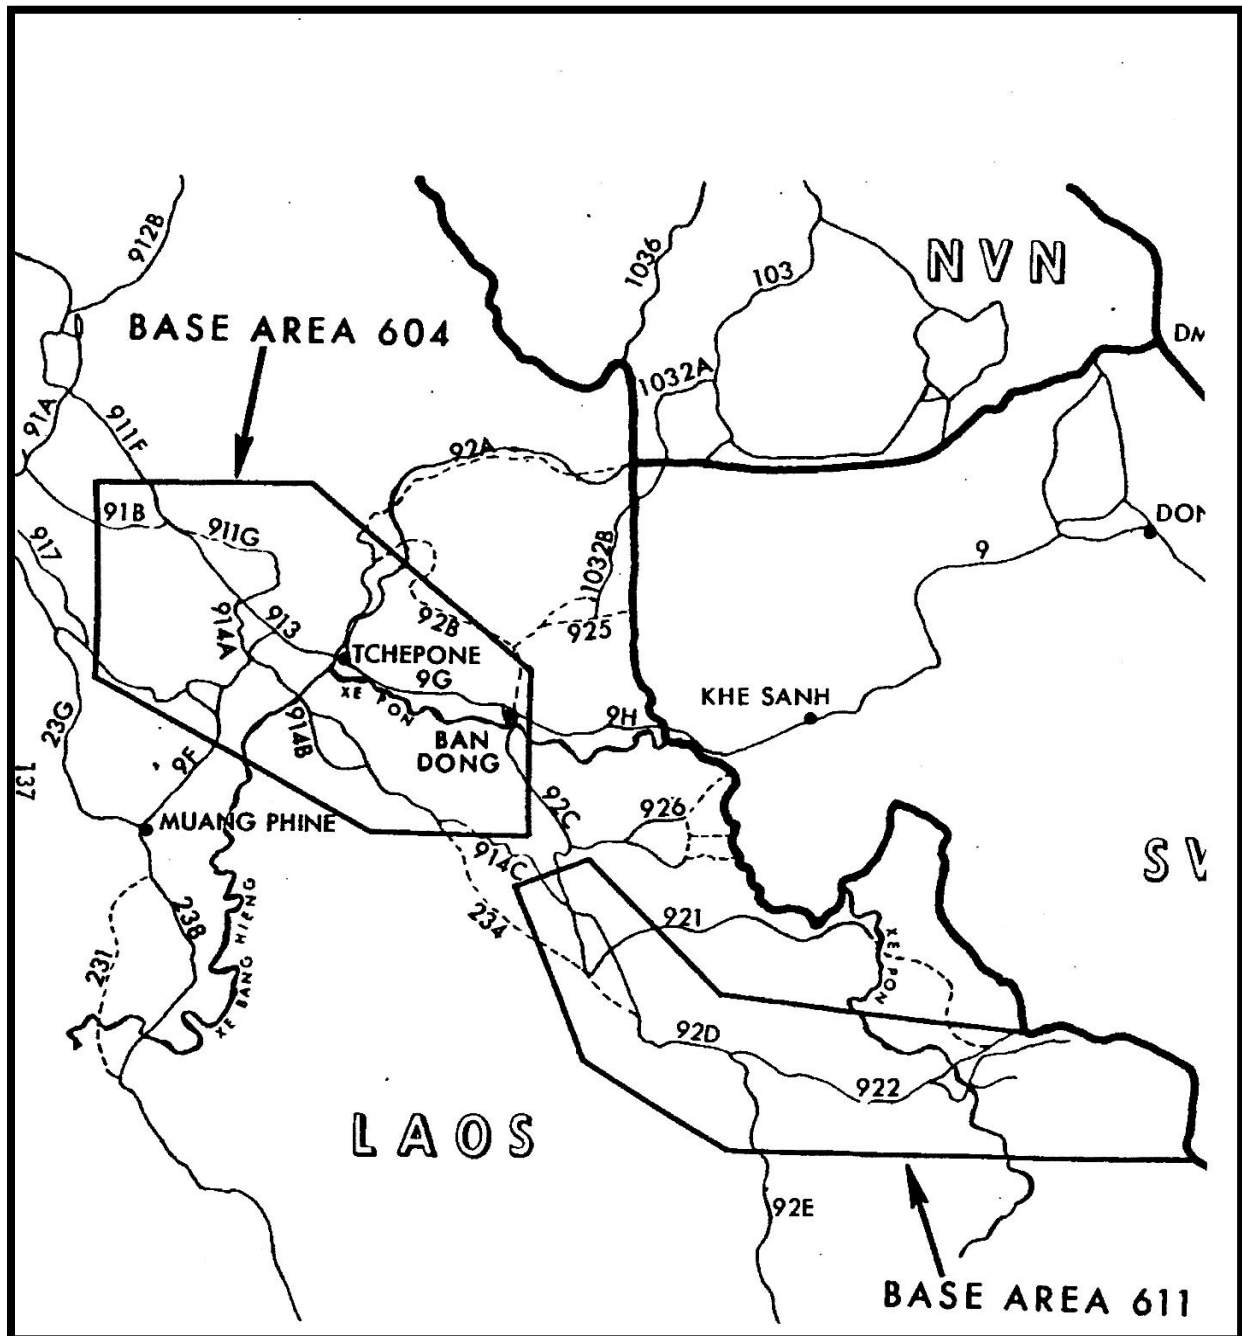 912B
1036
103
NVN
BASE AREA 604
DM
1032A
91A
911F
92A
91B
911G
DON
917
1032B
9
914A
913
92B
925
TCHEPONE
9G
XE PON
KHE SANH
23G
914B
9H
BAN
DONG
9F
137
92C
926
MUANG PHINE
914C
SV
238
XE BANG HIENG
234
921
XE PON
231
92D
922
LAOS
92E
BASE AREA 611